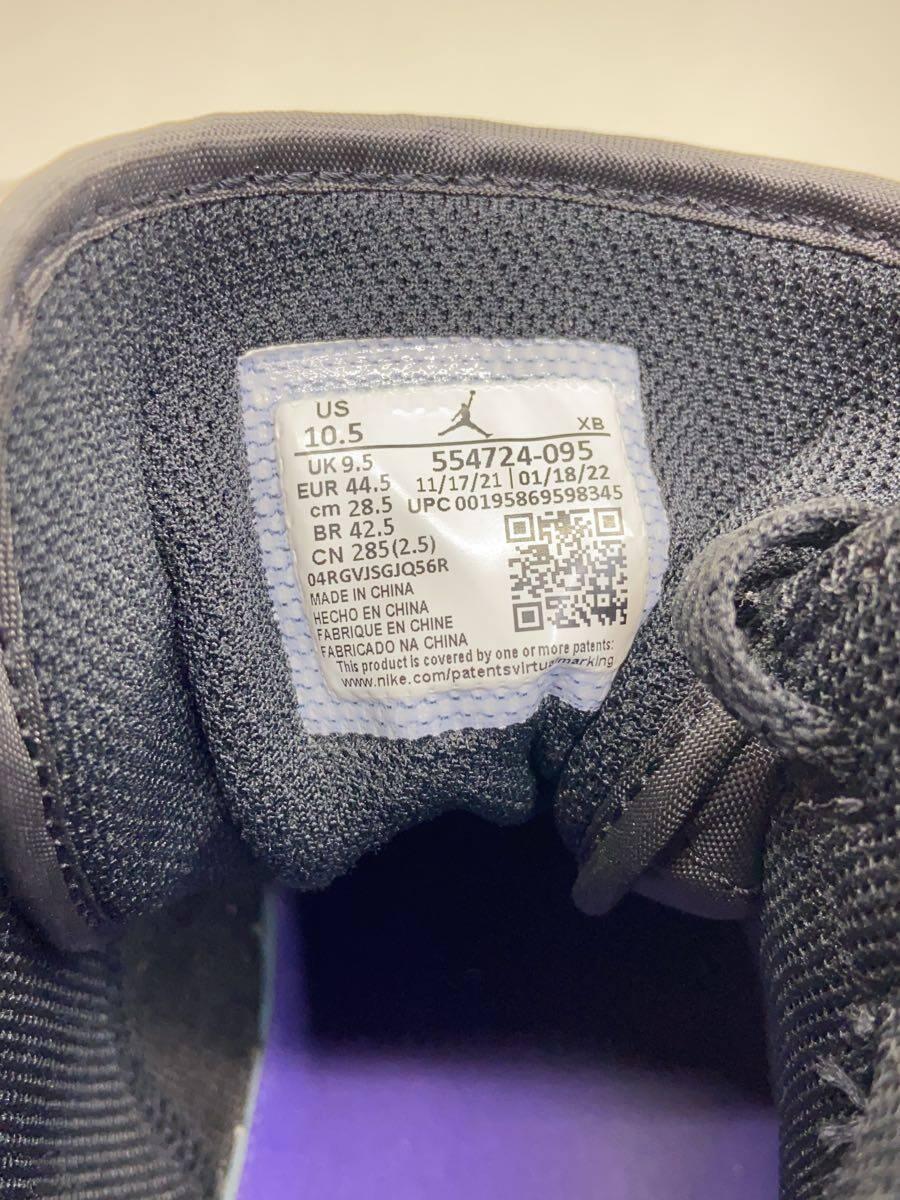 US
10.5
XB
UK 9.5
554724-095
EUR 44.5
11/17/21 | 01/18/22
cm 28.5
UPC 00195869598345
BR 42.5
CN 285(2.5)
04RGVJSGJQ56R
MADE IN CHINA
HECHO EN CHINA
FABRIQUE EN CHINE
FABRICADO NA CHINA
This product is covered by one or more patents:
www.nike.com/patentsvirtualmarking